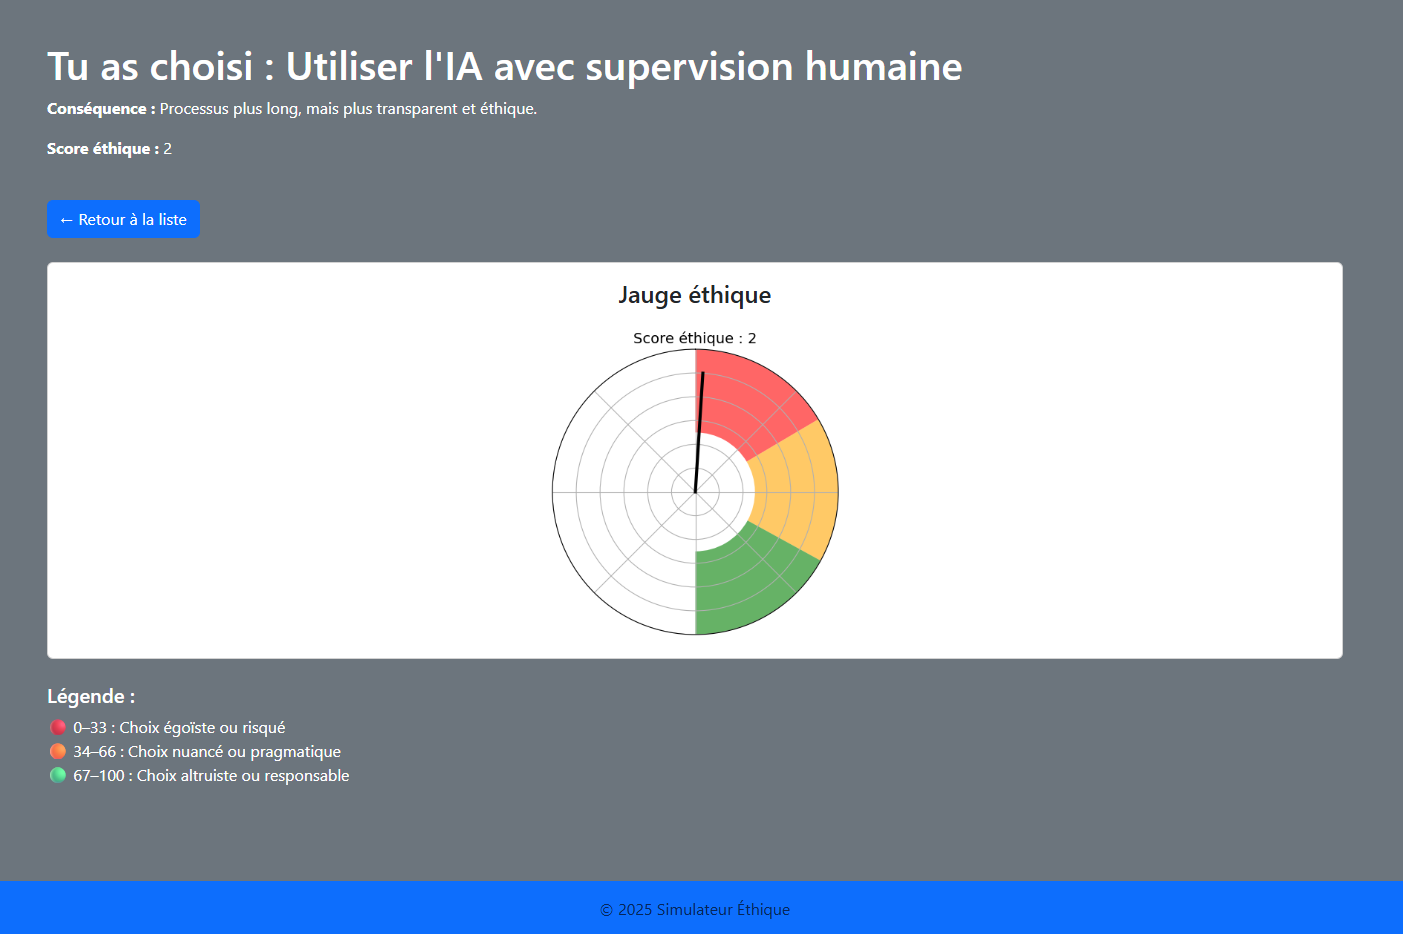 Tu as choisi : Utiliser l'IA avec supervision humaine
Conséquence : Processus plus long, mais plus transparent et éthique.
Score éthique : 2
← Retour à la liste
Jauge éthique
Score éthique : 2
Légende :
0–33 : Choix égoïste ou risqué
34–66 : Choix nuancé ou pragmatique
67–100 : Choix altruiste ou responsable
© 2025 Simulateur Éthique